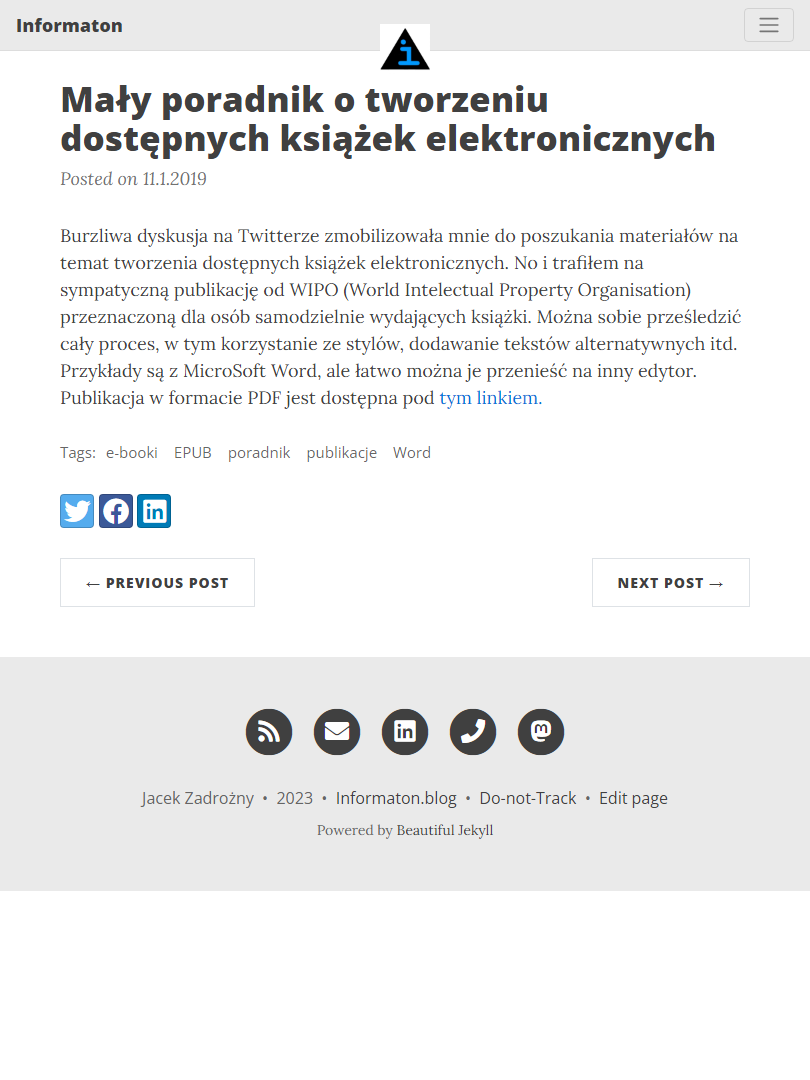 Informaton
Mały poradnik o tworzeniu
dostępnych książek elektronicznych
Posted on 11.1.2019
Burzliwa dyskusja na Twitterze zmobilizowała mnie do poszukania materiałów na
temat tworzenia dostępnych książek elektronicznych. No i trafiłem na
sympatyczną publikację od WIPO (World Intelectual Property Organisation)
przeznaczoną dla osób samodzielnie wydających książki. Można sobie prześledzić
cały proces, w tym korzystanie ze stylów, dodawanie tekstów alternatywnych itd.
Przykłady są z MicroSoft Word, ale łatwo można je przenieść na inny edytor.
Publikacja w formacie PDF jest dostępna pod tym linkiem.
Tags: e-booki EPUB poradnik publikacje Word
← PREVIOUS POST
NEXT POST →
Jacek Zadrożny • 2023 • Informaton.blog • Do-not-Track • Edit page
Powered by Beautiful Jekyll